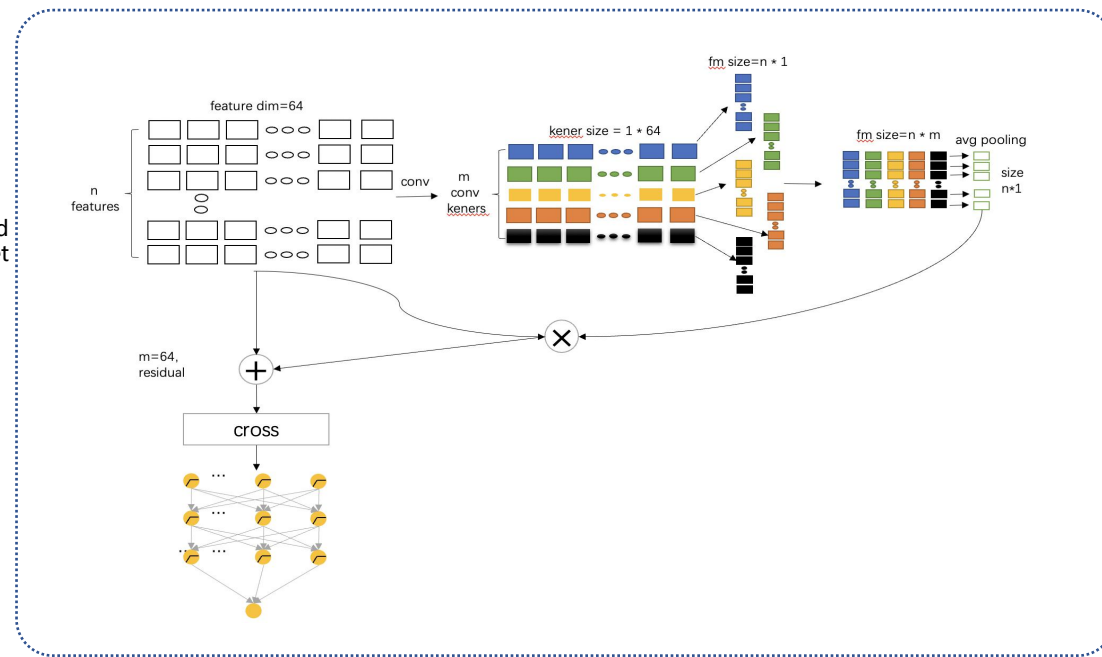 fm size=n * 1
feature dim=64
kener size = 1 * 64
fm size=n * m
avg pooling
n
features
conv
m
conv
keners
size
n*1
d
et
m=64,
residual
cross
...
...
...
...